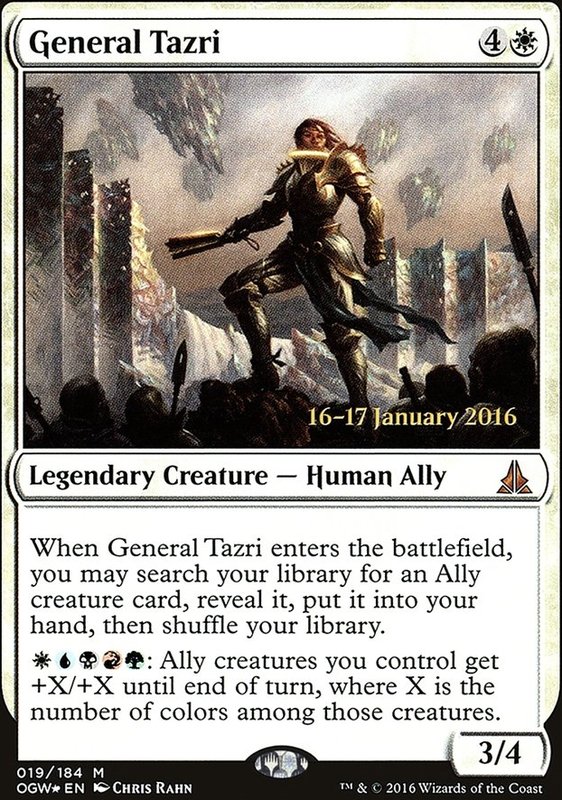 General Tazri 4
16–17 January 2016
Legendary Creature — Human Ally
When General Tazri enters the battlefield,
you may search your library for an Ally
creature card, reveal it, put it into your
hand, then shuffle your library.
: Ally creatures you control get
+X/+X until end of turn, where X is the
number of colors among those creatures.
3/4
019/184 M
OGW★ EN Chris Rahn
™ & © 2016 Wizards of the Coast